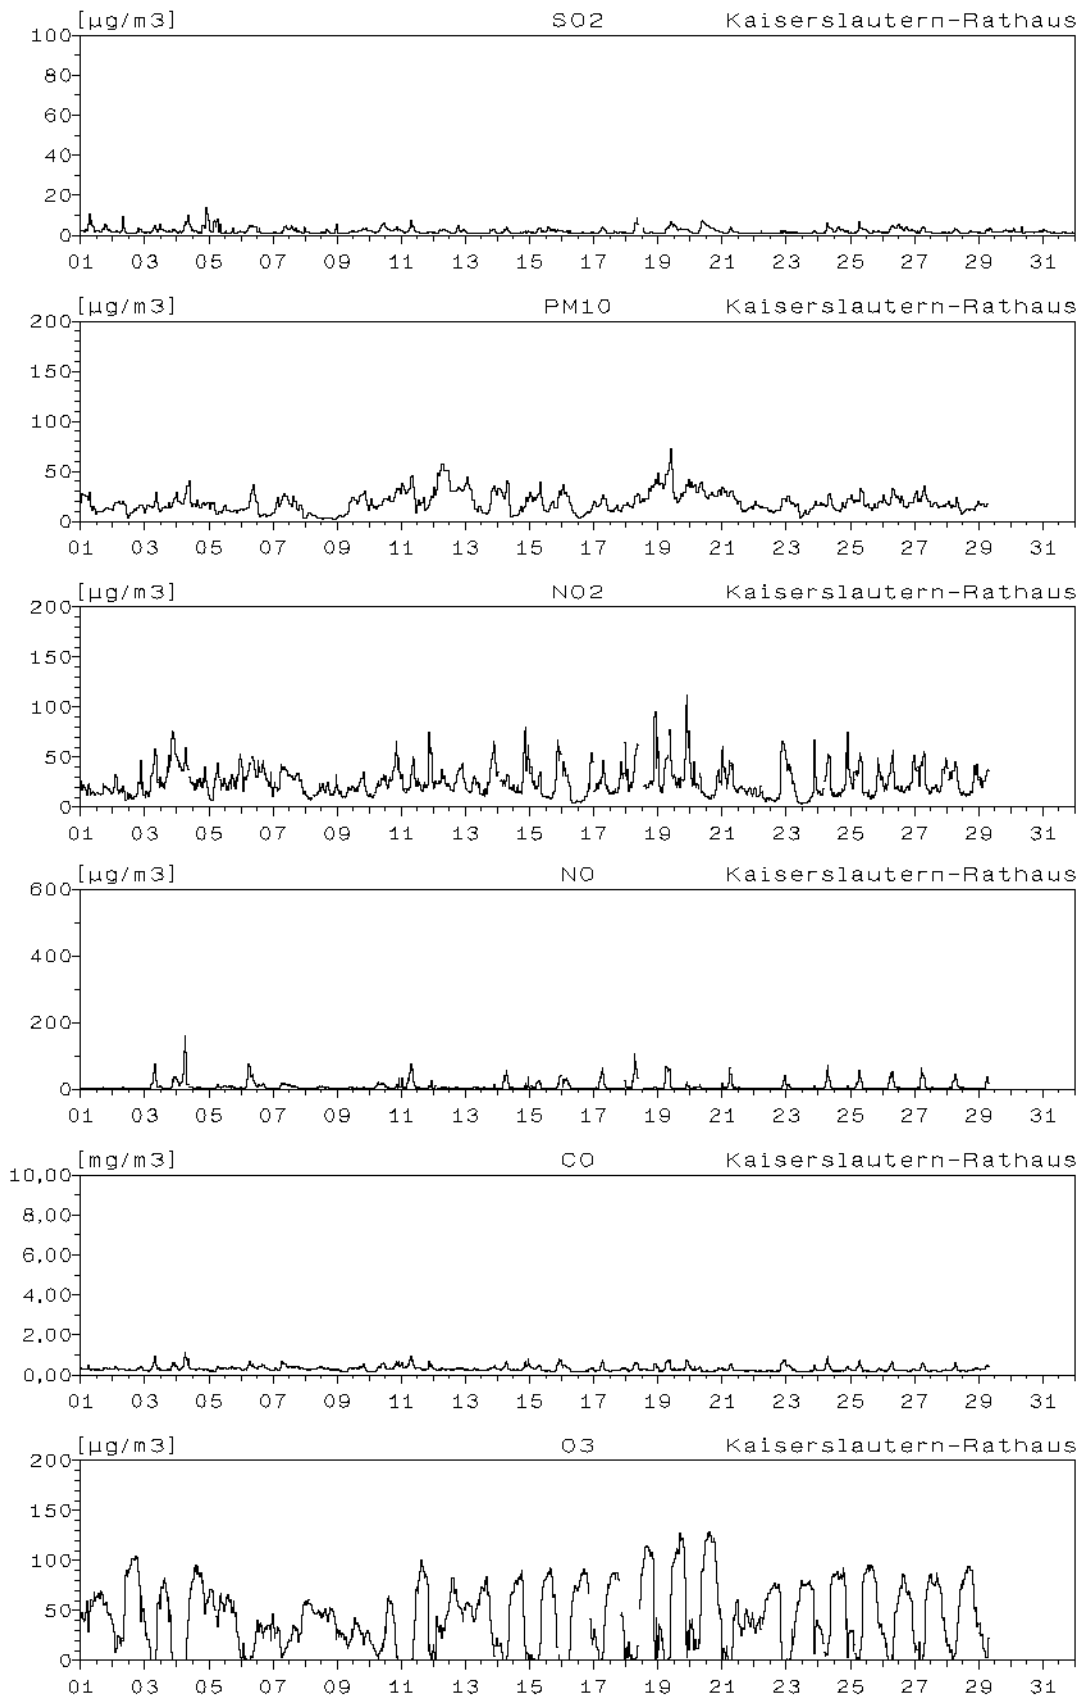 [µg/m3] SO2 Kaiserslautern-Rathaus
100
80
60
40
20
0
01 03 05 07 09 11 13 15 17 19 21 23 25 27 29 31
[µg/m3] PM10 Kaiserslautern-Rathaus
200
150
100
50
0
01 03 05 07 09 11 13 15 17 19 21 23 25 27 29 31
[µg/m3] NO2 Kaiserslautern-Rathaus
200
150
100
50
0
01 03 05 07 09 11 13 15 17 19 21 23 25 27 29 31
[µg/m3] NO Kaiserslautern-Rathaus
600
400
200
0
01 03 05 07 09 11 13 15 17 19 21 23 25 27 29 31
[mg/m3] CO Kaiserslautern-Rathaus
10,00
8,00
6,00
4,00
2,00
0,00
01 03 05 07 09 11 13 15 17 19 21 23 25 27 29 31
[µg/m3] O3 Kaiserslautern-Rathaus
200
150
100
50
0
01 03 05 07 09 11 13 15 17 19 21 23 25 27 29 31